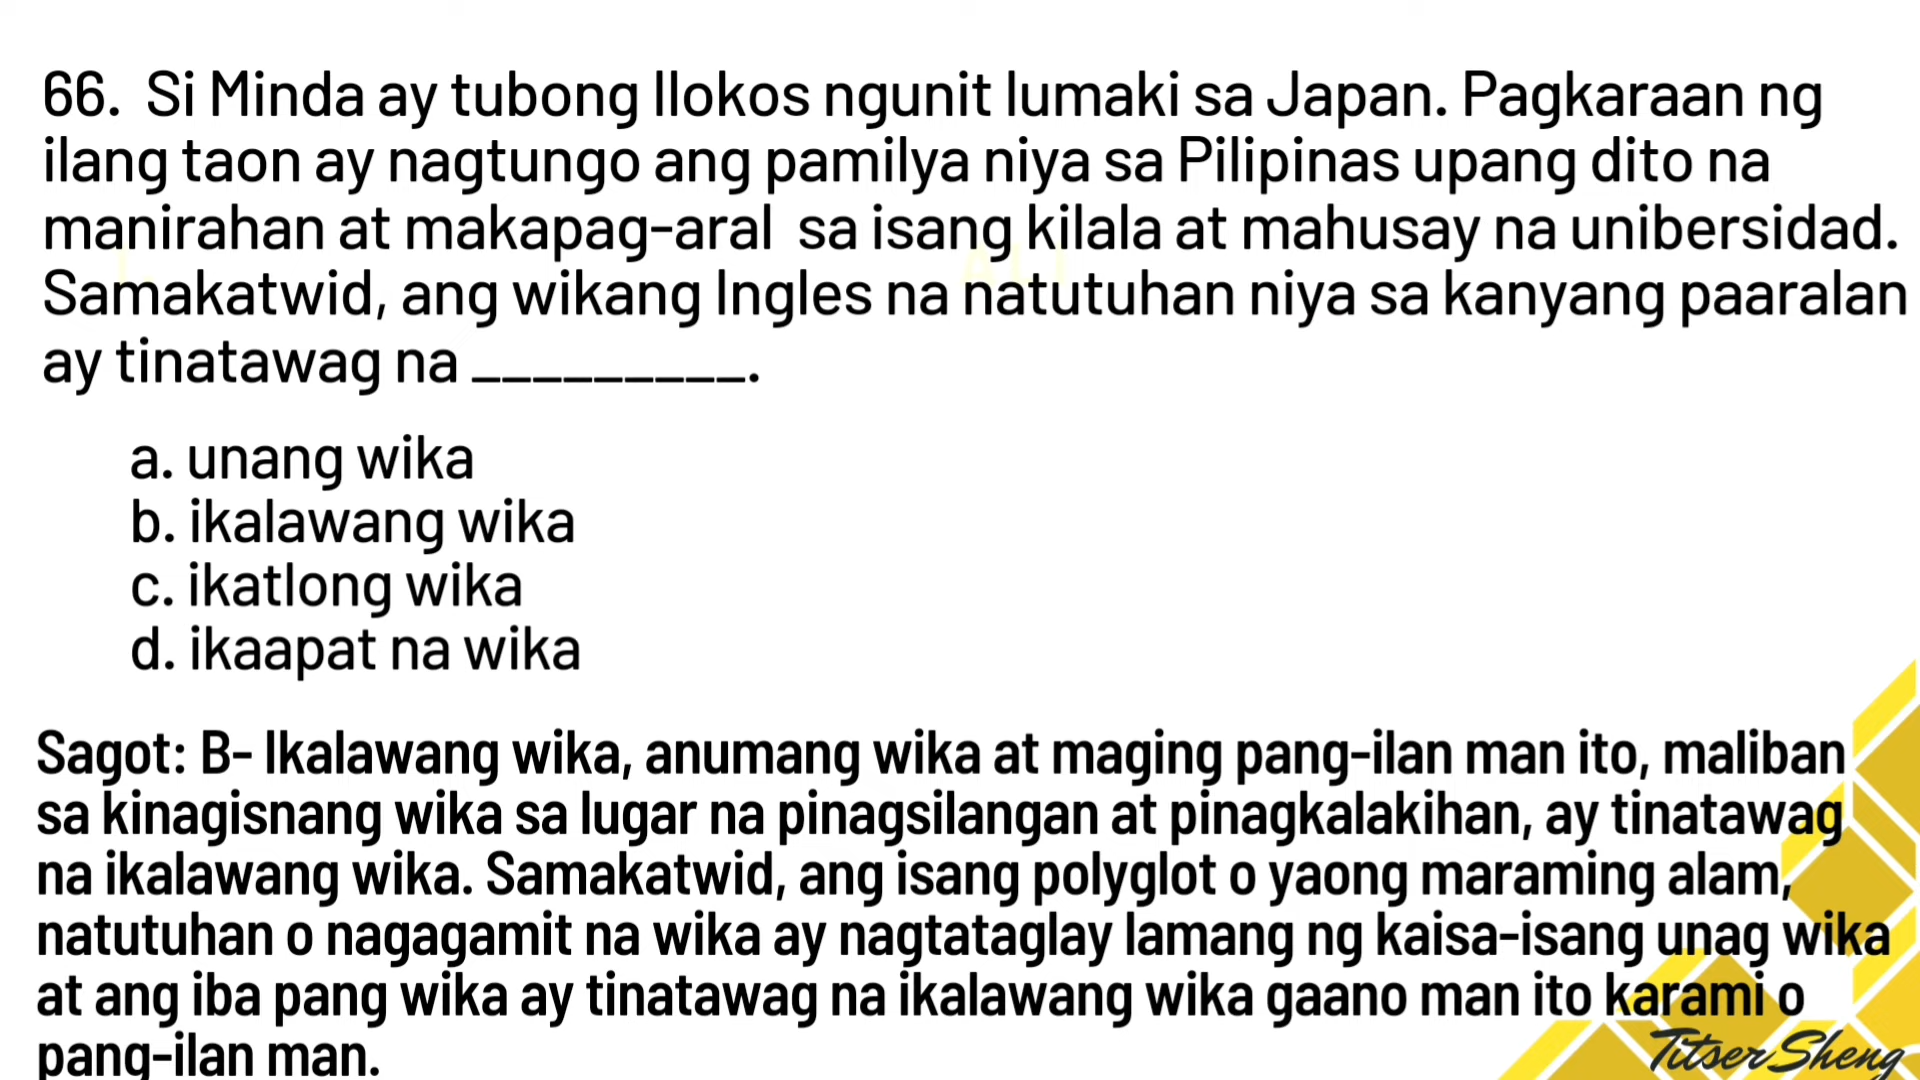 66. Si Minda ay tubong Ilokos ngunit lumaki sa Japan. Pagkaraan ng
ilang taon ay nagtungo ang pamilya niya sa Pilipinas upang dito na
manirahan at makapag-aral sa isang kilala at mahusay na unibersidad.
Samakatwid, ang wikang Ingles na natutuhan niya sa kanyang paaralan
ay tinatawag na _________.
a. unang wika
b. ikalawang wika
c. ikatlong wika
d. ikaapat na wika
Sagot: B- Ikalawang wika, anumang wika at maging pang-ilan man ito, maliban
sa kinagisnang wika sa lugar na pinagsilangan at pinagkalakihan, ay tinatawag
na ikalawang wika. Samakatwid, ang isang polyglot o yaong maraming alam,
natutuhan o nagagamit na wika ay nagtataglay lamang ng kaisa-isang unag wika
at ang iba pang wika ay tinatawag na ikalawang wika gaano man ito karami o
pang-ilan man.
Titser Sheng